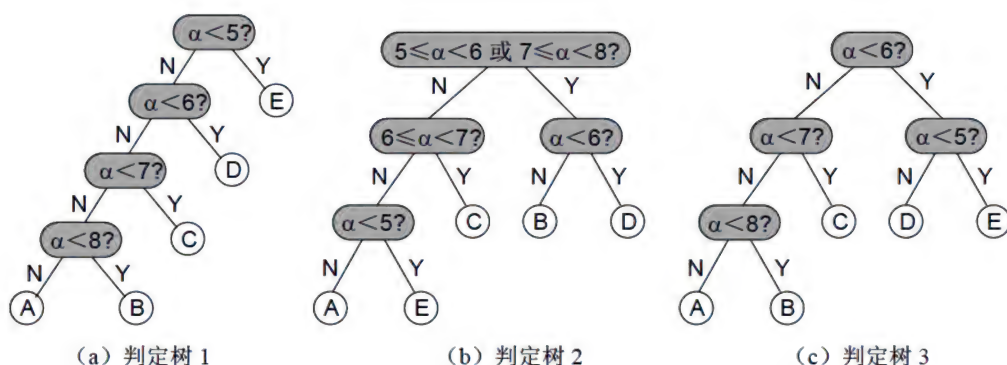 α<5?
N Y
α<6?
E
N Y
α<7?
D
N Y
α<8?
C
N Y
A B
(a) 判定树 1
5≤α<6 或 7≤α<8?
N Y
6≤α<7? α<6?
N Y N Y
α<5? C B D
N Y
A E
(b) 判定树 2
α<6?
N Y
α<7? α<5?
N Y N Y
α<8? C D E
N Y
A B
(c) 判定树 3